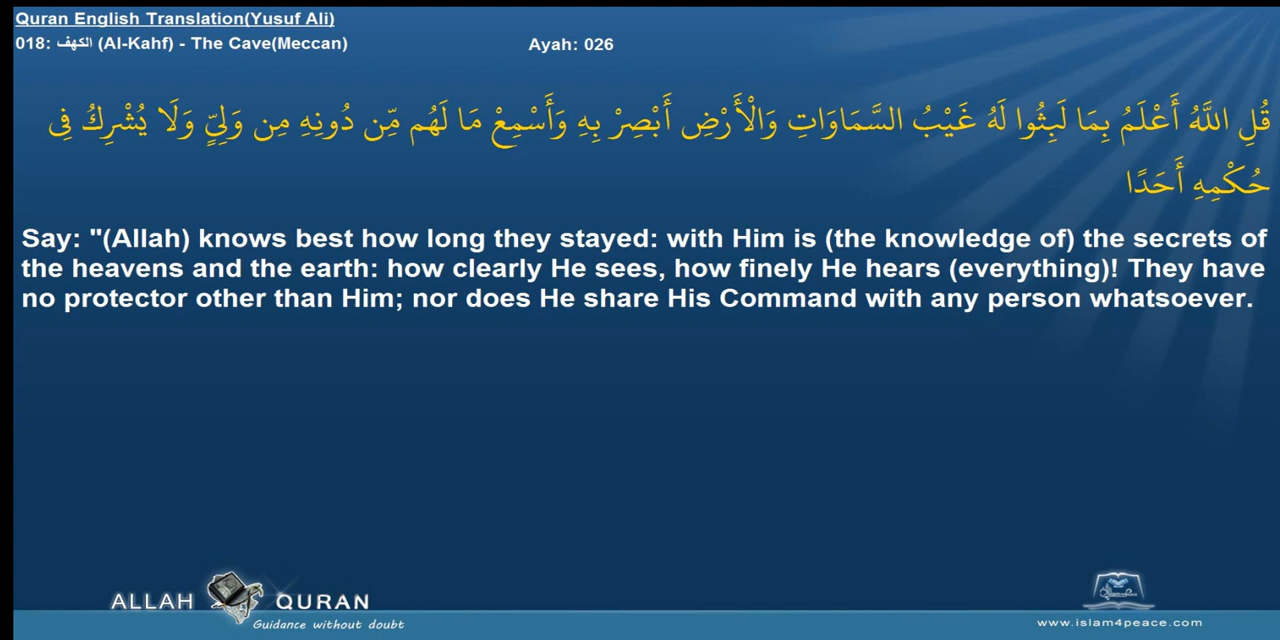 Quran English Translation(Yusuf Ali)
018: الكهف (Al-Kahf) - The Cave(Meccan) Ayah: 026
قُلِ اللَّهُ أَعْلَمُ بِمَا لَبِثُوا لَهُ غَيْبُ السَّمَاوَاتِ وَالْأَرْضِ أَبْصِرْ بِهِ وَأَسْمِعْ مَا لَهُم مِّن دُونِهِ مِن وَلِيٍّ وَلَا يُشْرِكُ فِى
حُكْمِهِ أَحَدًا
Say: "(Allah) knows best how long they stayed: with Him is (the knowledge of) the secrets of
the heavens and the earth: how clearly He sees, how finely He hears (everything)! They have
no protector other than Him; nor does He share His Command with any person whatsoever.
ALLAH QURAN
Guidance without doubt
www.islam4peace.com